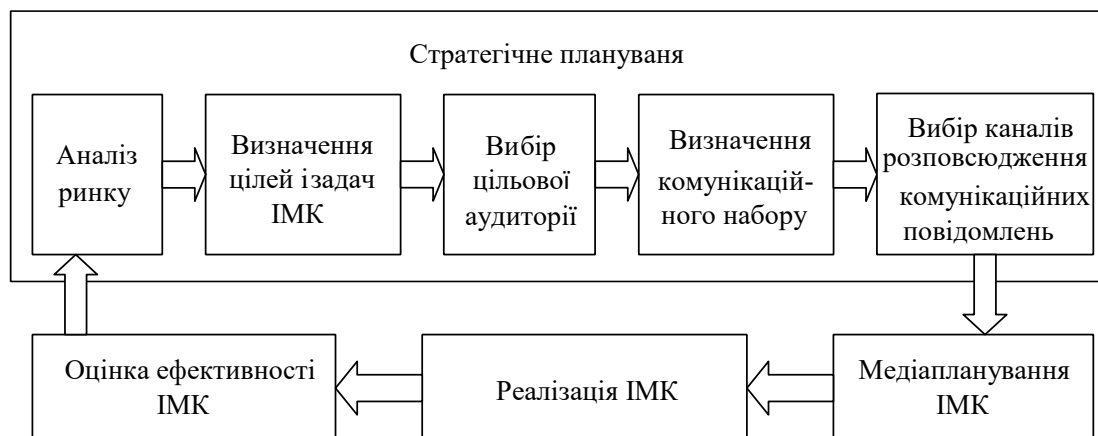 Стратегічне плануваня
Аналіз
ринку
Визначення
цілей ізадач
ІМК
Вибір
цільової
аудиторії
Визначення
комунікацій-
ного набору
Вибір каналів
розповсюдження
комунікаційних
повідомлень
Оцінка ефективності
ІМК
Реалізація ІМК
Медіапланування
ІМК